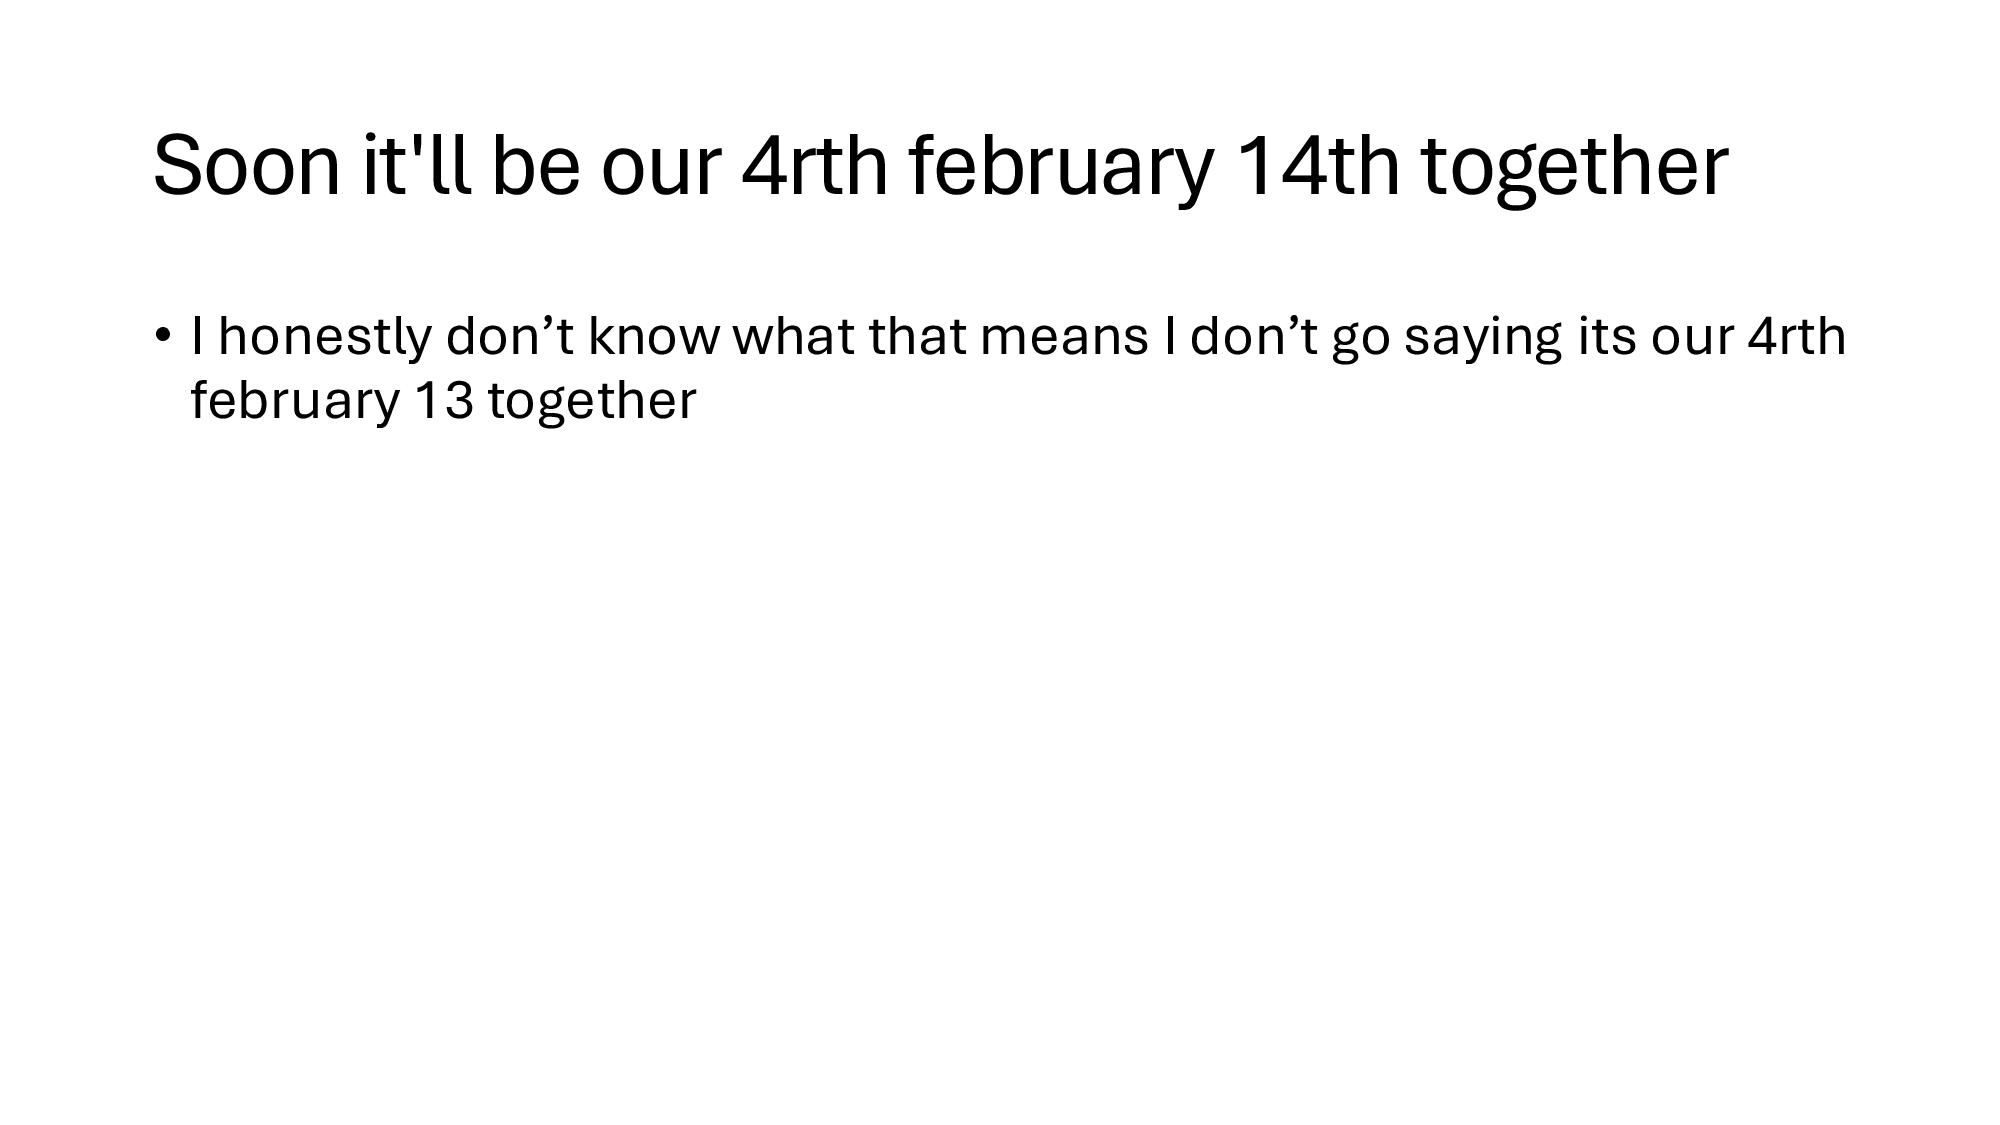 Soon it'll be our 4rth february 14th together
• I honestly don’t know what that means I don’t go saying its our 4rth
february 13 together